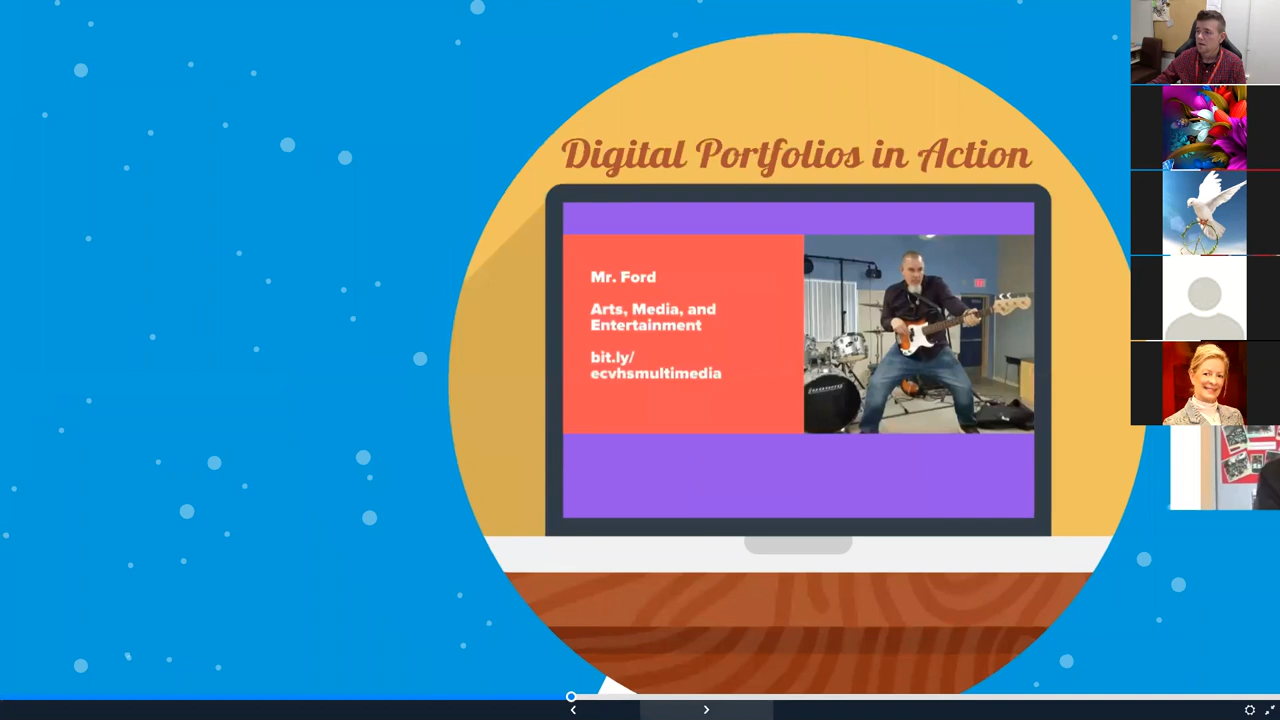 Digital Portfolios in Action
Mr. Ford
Arts, Media, and
Entertainment
bit.ly/
ecvhsmultimedia